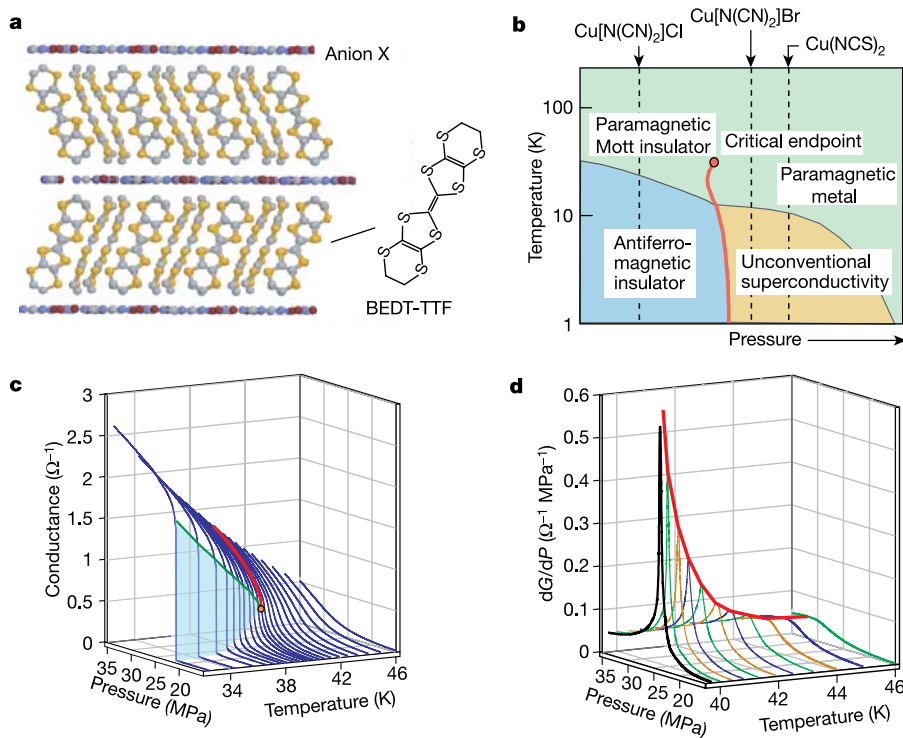 a
Anion X
S
S
S
S
S
S
S
S
BEDT-TTF
b
Cu[N(CN)2]Cl
Cu[N(CN)2]Br
Cu(NCS)2
Temperature (K)
100
10
1
Paramagnetic
Mott insulator
Critical endpoint
Paramagnetic
metal
Antiferro-
magnetic
insulator
Unconventional
superconductivity
Pressure
c
Conductance (Ω⁻¹)
3
2.5
2
1.5
1
0.5
0
35
30
25
20
Pressure (MPa)
34
38
42
46
Temperature (K)
d
dG/dP (Ω⁻¹ MPa⁻¹)
0.6
0.5
0.4
0.3
0.2
0.1
0
35
30
25
20
Pressure (MPa)
40
42
44
46
Temperature (K)